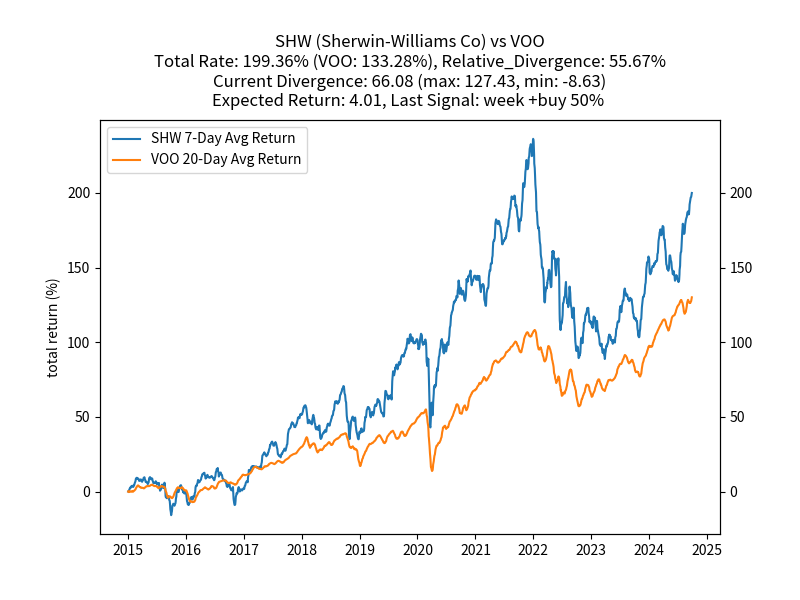 SHW (Sherwin-Williams Co) vs VOO
Total Rate: 199.36% (VOO: 133.28%), Relative_Divergence: 55.67%
Current Divergence: 66.08 (max: 127.43, min: -8.63)
Expected Return: 4.01, Last Signal: week +buy 50%
SHW 7-Day Avg Return
VOO 20-Day Avg Return
total return (%)
200
150
100
50
0
200
150
100
50
0
2015 2016 2017 2018 2019 2020 2021 2022 2023 2024 2025